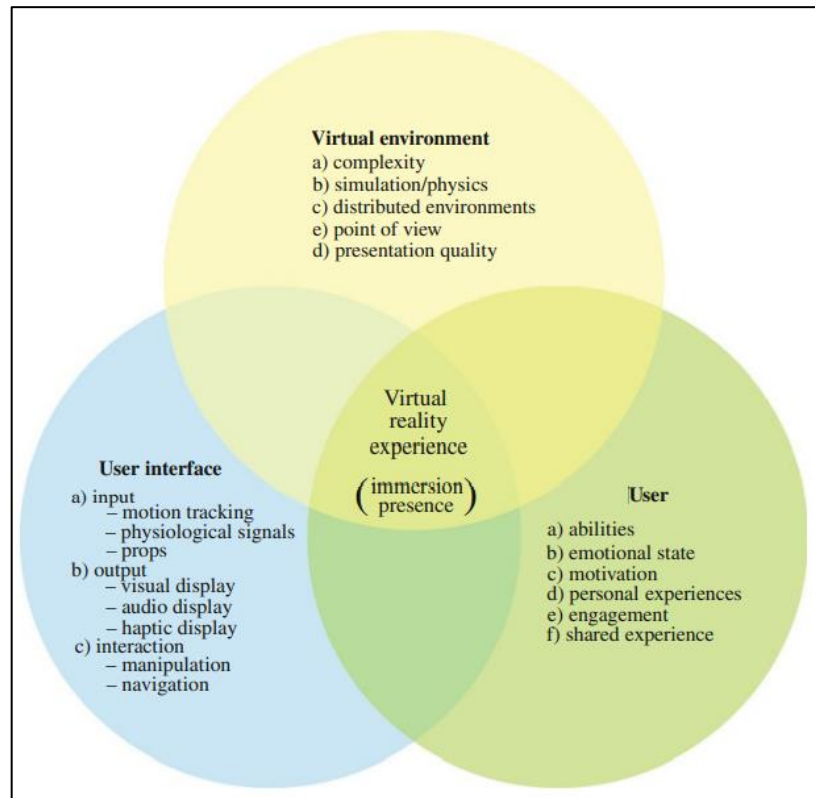 Virtual environment
a) complexity
b) simulation/physics
c) distributed environments
e) point of view
d) presentation quality
Virtual
reality
experience
(immersion
presence)
User interface
a) input
– motion tracking
– physiological signals
– props
b) output
– visual display
– audio display
– haptic display
c) interaction
– manipulation
– navigation
User
a) abilities
b) emotional state
c) motivation
d) personal experiences
e) engagement
f) shared experience